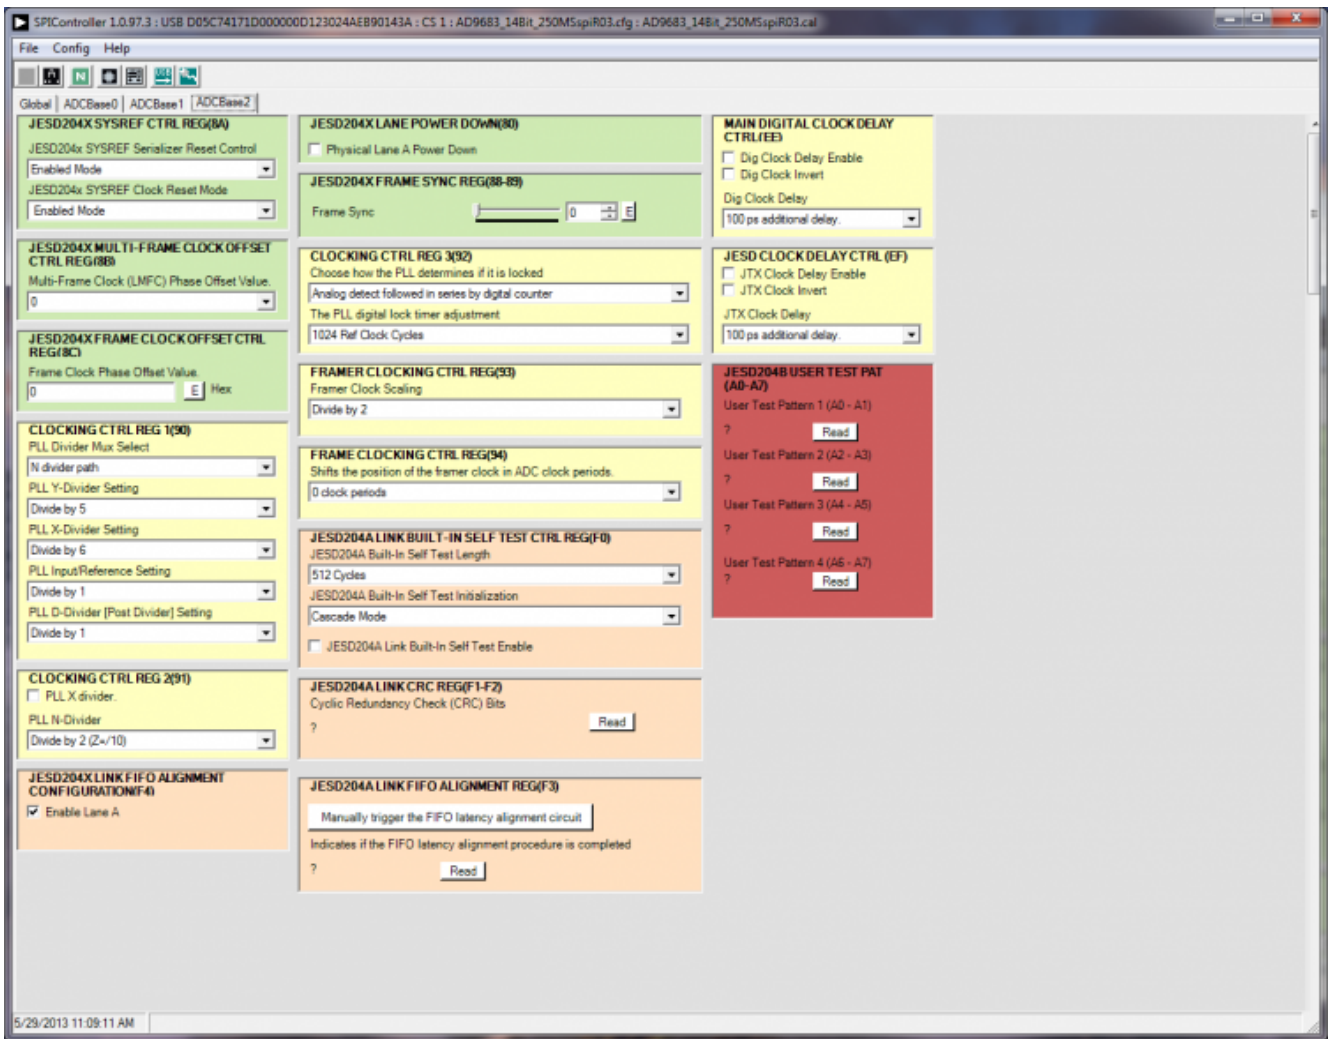 SPIController 1.0.97.3 : USB D05C74171D000000D123024AEB90143A : CS 1 : AD9683_14Bit_250MSspiR03.cfg : AD9683_14Bit_250MSspiR03.cal
File Config Help
Global ADCBase0 ADCBase1 ADCBase2
JESD204X SYSREF CTRL REG(8A)
JESD204x SYSREF Serializer Reset Control
Enabled Mode
JESD204x SYSREF Clock Reset Mode
Enabled Mode
JESD204X MULTI-FRAME CLOCK OFFSET
CTRL REG(8B)
Multi-Frame Clock (LMFC) Phase Offset Value.
0
JESD204X FRAME CLOCK OFFSET CTRL
REG(8C)
Frame Clock Phase Offset Value.
0 E Hex
CLOCKING CTRL REG 1(90)
PLL Divider Mux Select
N divider path
PLL Y-Divider Setting
Divide by 5
PLL X-Divider Setting
Divide by 6
PLL Input/Reference Setting
Divide by 1
PLL D-Divider [Post Divider] Setting
Divide by 1
CLOCKING CTRL REG 2(91)
PLL X divider.
PLL N-Divider
Divide by 2 (Z=/10)
JESD204X LINK FIFO ALIGNMENT
CONFIGURATION(F4)
Enable Lane A
JESD204X LANE POWER DOWN(80)
Physical Lane A Power Down
JESD204X FRAME SYNC REG(88-89)
Frame Sync 0 E
CLOCKING CTRL REG 3(92)
Choose how the PLL determines if it is locked
Analog detect followed in series by digital counter
The PLL digital lock timer adjustment
1024 Ref Clock Cycles
FRAMER CLOCKING CTRL REG(93)
Framer Clock Scaling
Divide by 2
FRAME CLOCKING CTRL REG(94)
Shifts the position of the framer clock in ADC clock periods.
0 clock periods
JESD204A LINK BUILT-IN SELF TEST CTRL REG(F0)
JESD204A Built-In Self Test Length
512 Cycles
JESD204A Built-In Self Test Initialization
Cascade Mode
JESD204A Link Built-In Self Test Enable
JESD204A LINK CRC REG(F1-F2)
Cyclic Redundancy Check (CRC) Bits
? Read
JESD204A LINK FIFO ALIGNMENT REG(F3)
Manually trigger the FIFO latency alignment circuit
Indicates if the FIFO latency alignment procedure is completed
? Read
MAIN DIGITAL CLOCK DELAY
CTRL(EE)
Dig Clock Delay Enable
Dig Clock Invert
Dig Clock Delay
100 ps additional delay.
JESD CLOCK DELAY CTRL (EF)
JTX Clock Delay Enable
JTX Clock Invert
JTX Clock Delay
100 ps additional delay.
JESD204B USER TEST PAT
(A0-A7)
User Test Pattern 1 (A0 - A1)
? Read
User Test Pattern 2 (A2 - A3)
? Read
User Test Pattern 3 (A4 - A5)
? Read
User Test Pattern 4 (A6 - A7)
? Read
5/29/2013 11:09:11 AM